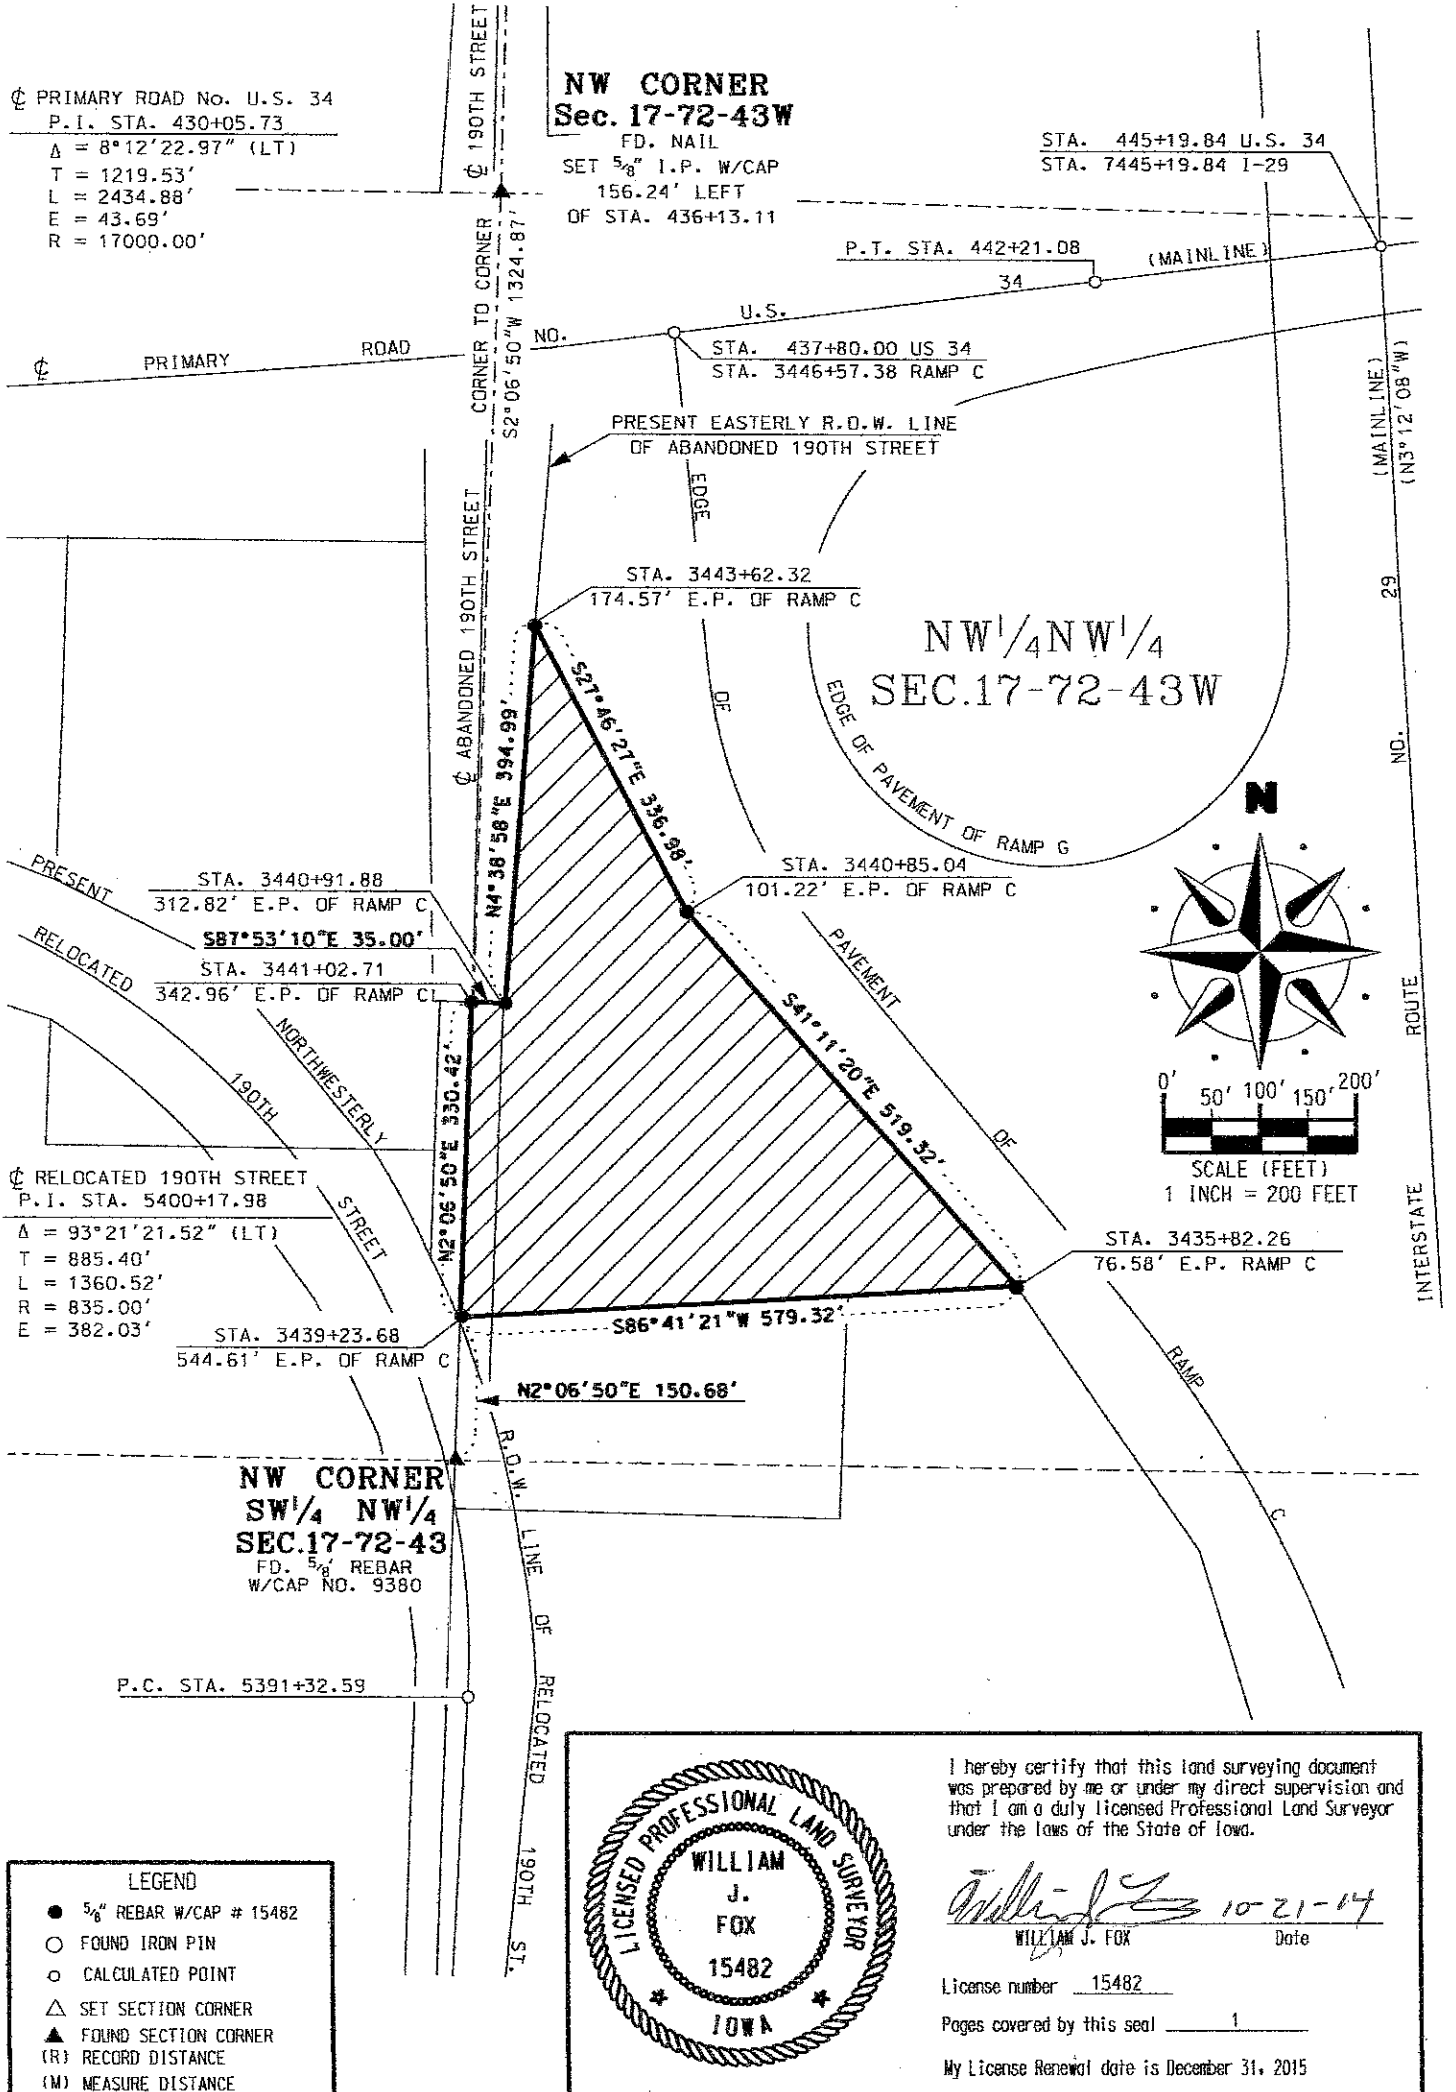 ℄ 190TH STREET
NW CORNER
Sec. 17-72-43W
FD. NAIL
SET 5/8" I.P. W/CAP
156.24' LEFT
OF STA. 436+13.11
℄ PRIMARY ROAD No. U.S. 34
P.I. STA. 430+05.73
Δ = 8°12'22.97" (LT)
T = 1219.53'
L = 2434.88'
E = 43.69'
R = 17000.00'
STA. 445+19.84 U.S. 34
STA. 7445+19.84 I-29
P.T. STA. 442+21.08
(MAINLINE)
34
U.S.
NO.
ROAD
PRIMARY
℄
CORNER TO CORNER
S2°06'50"W 1324.87'
STA. 437+80.00 US 34
STA. 3446+57.38 RAMP C
(MAINLINE)
(N3°12'08"W)
PRESENT EASTERLY R.O.W. LINE
OF ABANDONED 190TH STREET
EDGE
OF
PAVEMENT
OF
RAMP
C
℄ ABANDONED 190TH STREET
STA. 3443+62.32
174.57' E.P. OF RAMP C
NW1/4NW1/4
SEC.17-72-43W
29
NO.
ROUTE
INTERSTATE
EDGE OF PAVEMENT OF RAMP G
S27°46'27"E 336.98'
N4°38'58"E 394.99'
N
STA. 3440+85.04
101.22' E.P. OF RAMP C
PRESENT
NORTHWESTERLY
R.O.W. LINE OF RELOCATED 190TH ST.
STA. 3440+91.88
312.82' E.P. OF RAMP C
S87°53'10"E 35.00'
STA. 3441+02.71
342.96' E.P. OF RAMP C
RELOCATED
190TH
STREET
N2°06'50"E 330.42'
S41°11'20"E 519.32'
0' 50' 100' 150' 200'
SCALE (FEET)
1 INCH = 200 FEET
℄ RELOCATED 190TH STREET
P.I. STA. 5400+17.98
Δ = 93°21'21.52" (LT)
T = 885.40'
L = 1360.52'
R = 835.00'
E = 382.03'
STA. 3435+82.26
76.58' E.P. RAMP C
STA. 3439+23.68
544.61' E.P. OF RAMP C
S86°41'21"W 579.32'
N2°06'50"E 150.68'
NW CORNER
SW1/4 NW1/4
SEC.17-72-43
FD. 5/8' REBAR
W/CAP NO. 9380
P.C. STA. 5391+32.59
LEGEND
5/8" REBAR W/CAP # 15482
FOUND IRON PIN
CALCULATED POINT
SET SECTION CORNER
FOUND SECTION CORNER
(R) RECORD DISTANCE
(M) MEASURE DISTANCE
LICENSED PROFESSIONAL LAND SURVEYOR
WILLIAM
J.
FOX
15482
IOWA
I hereby certify that this land surveying document
was prepared by me or under my direct supervision and
that I am a duly licensed Professional Land Surveyor
under the laws of the State of Iowa.
10-21-14
WILLIAM J. FOX Date
License number 15482
Pages covered by this seal 1
My License Renewal date is December 31, 2015